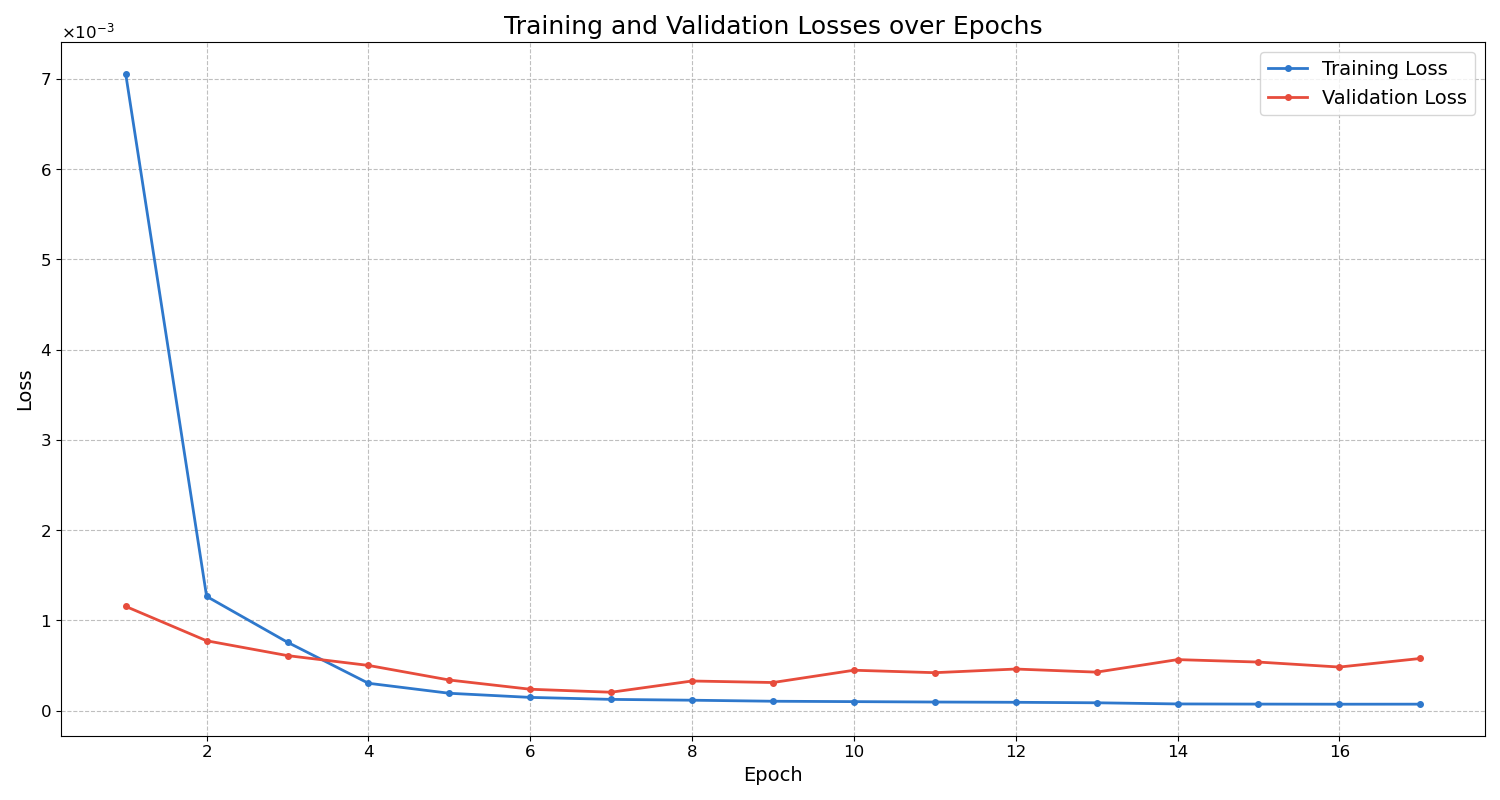 Training and Validation Losses over Epochs
×10⁻³
Training Loss
Validation Loss
7
6
5
4
3
2
1
0
Loss
2 4 6 8 10 12 14 16
Epoch